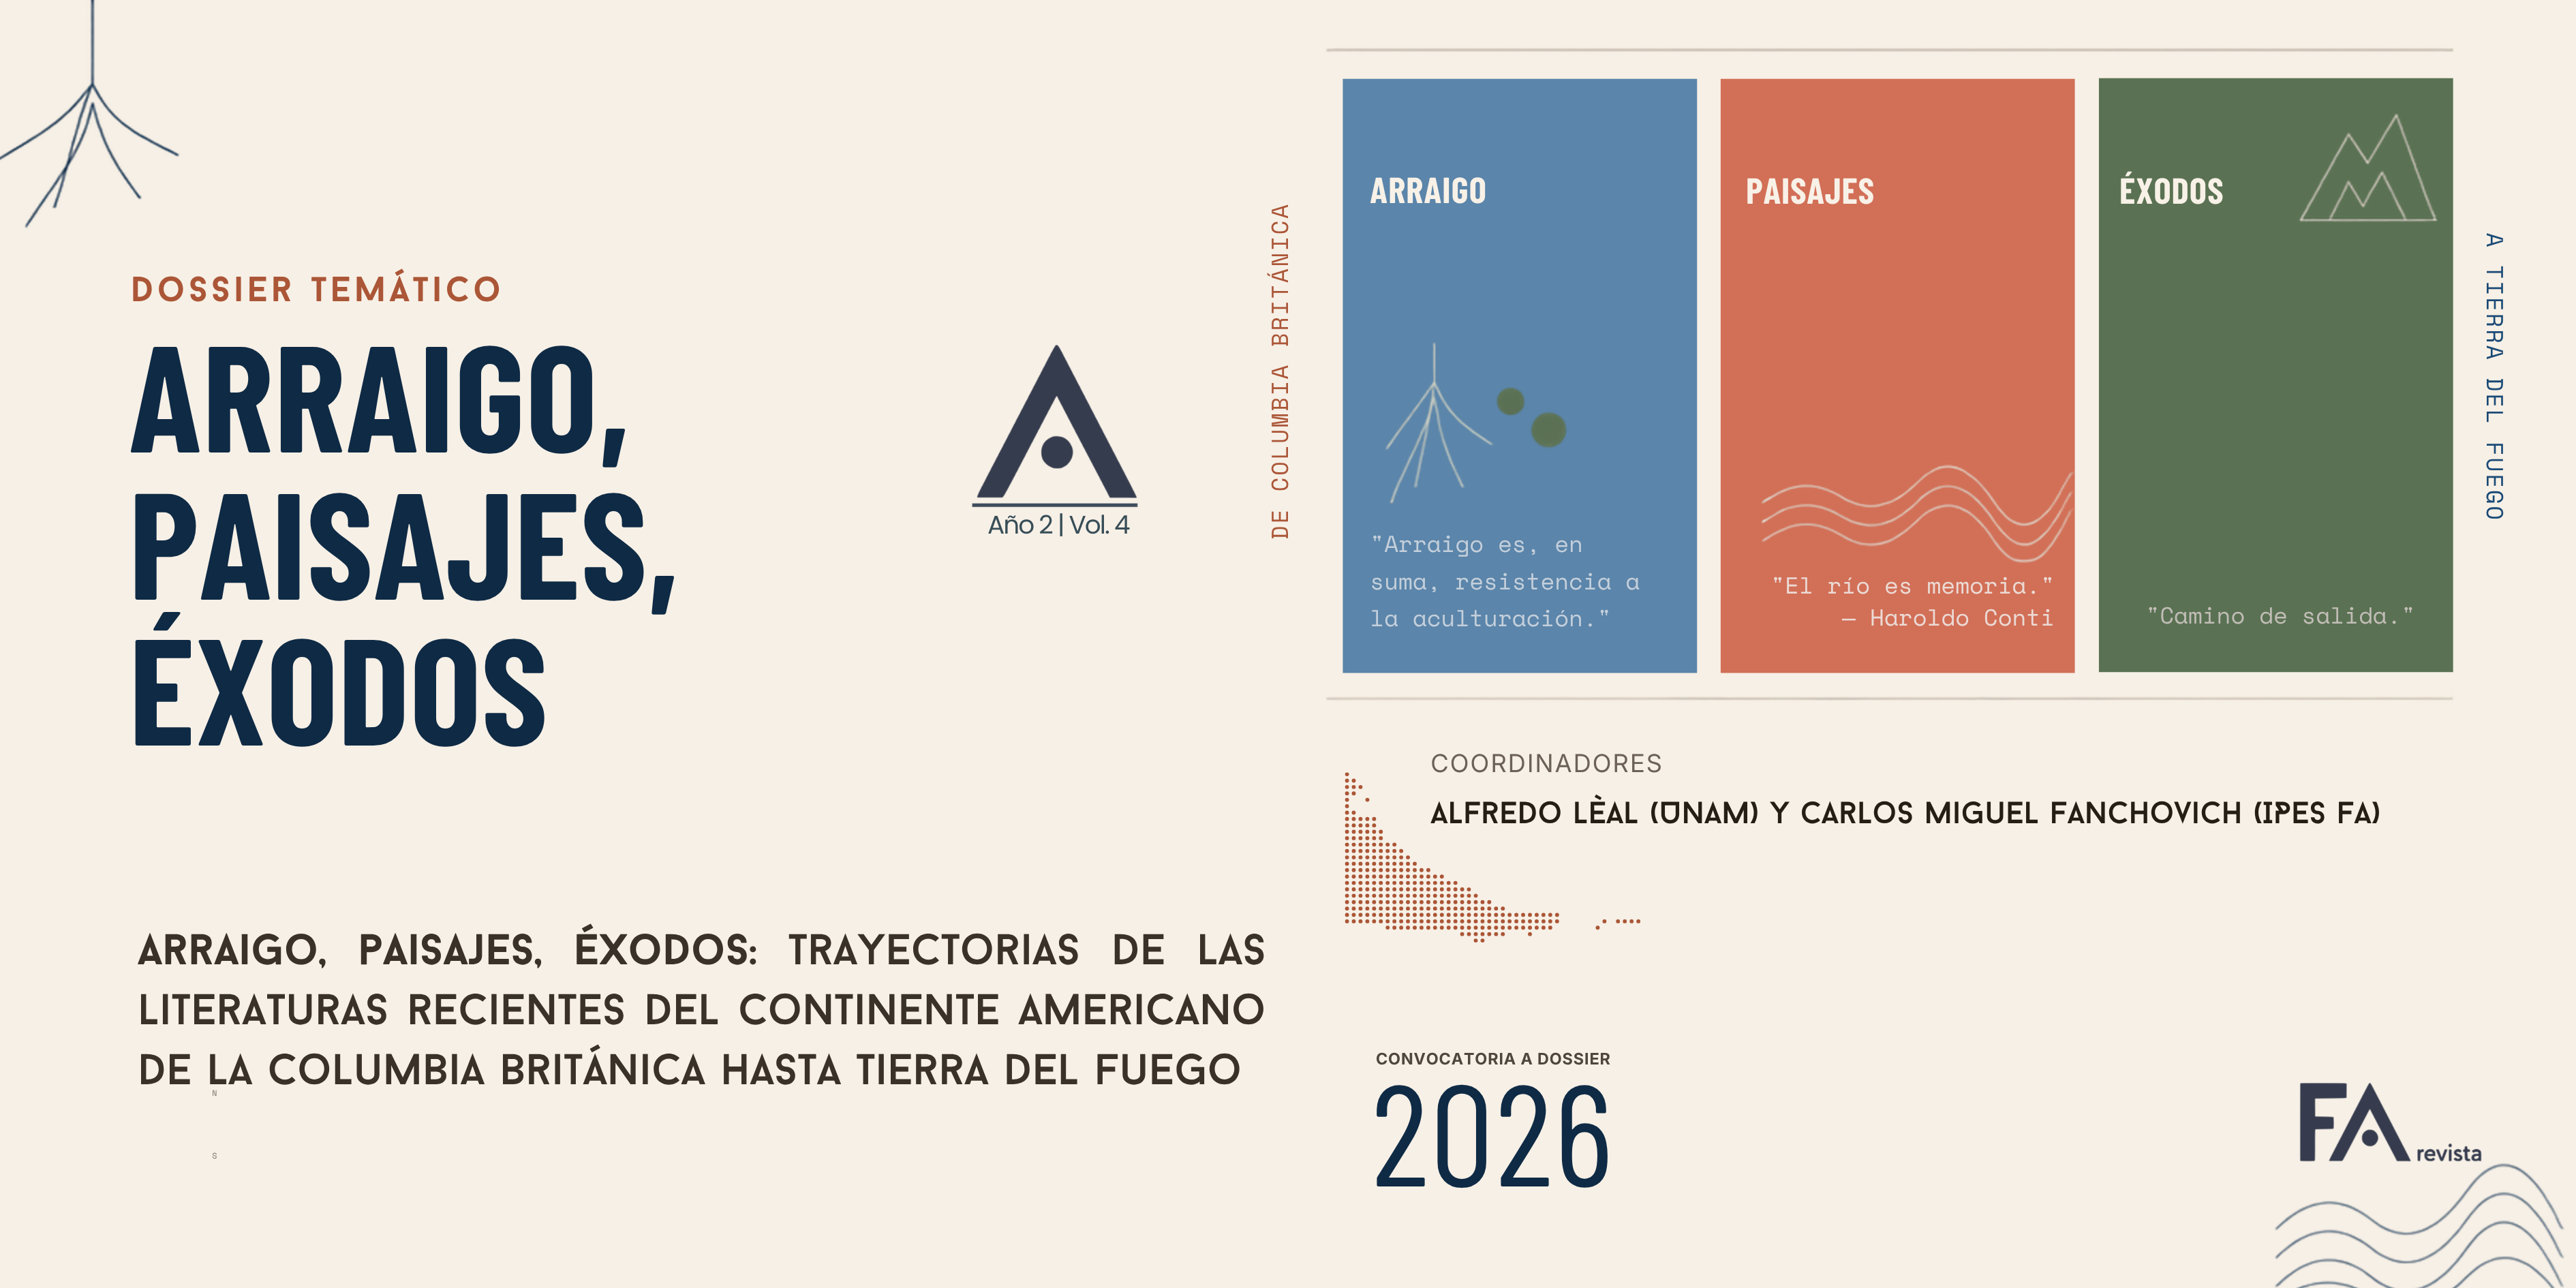 DOSSIER TEMÁTICO
ARRAIGO,
PAISAJES,
ÉXODOS
Año 2 | Vol. 4
ARRAIGO, PAISAJES, ÉXODOS: TRAYECTORIAS DE LAS
LITERATURAS RECIENTES DEL CONTINENTE AMERICANO
DE LA COLUMBIA BRITÁNICA HASTA TIERRA DEL FUEGO
N
S
DE COLUMBIA BRITÁNICA
ARRAIGO
"Arraigo es, en
suma, resistencia a
la aculturación."
PAISAJES
"El río es memoria."
— Haroldo Conti
ÉXODOS
"Camino de salida."
A TIERRA DEL FUEGO
COORDINADORES
ALFREDO LÈAL (UNAM) Y CARLOS MIGUEL FANCHOVICH (IPES FA)
CONVOCATORIA A DOSSIER
2026
FA revista